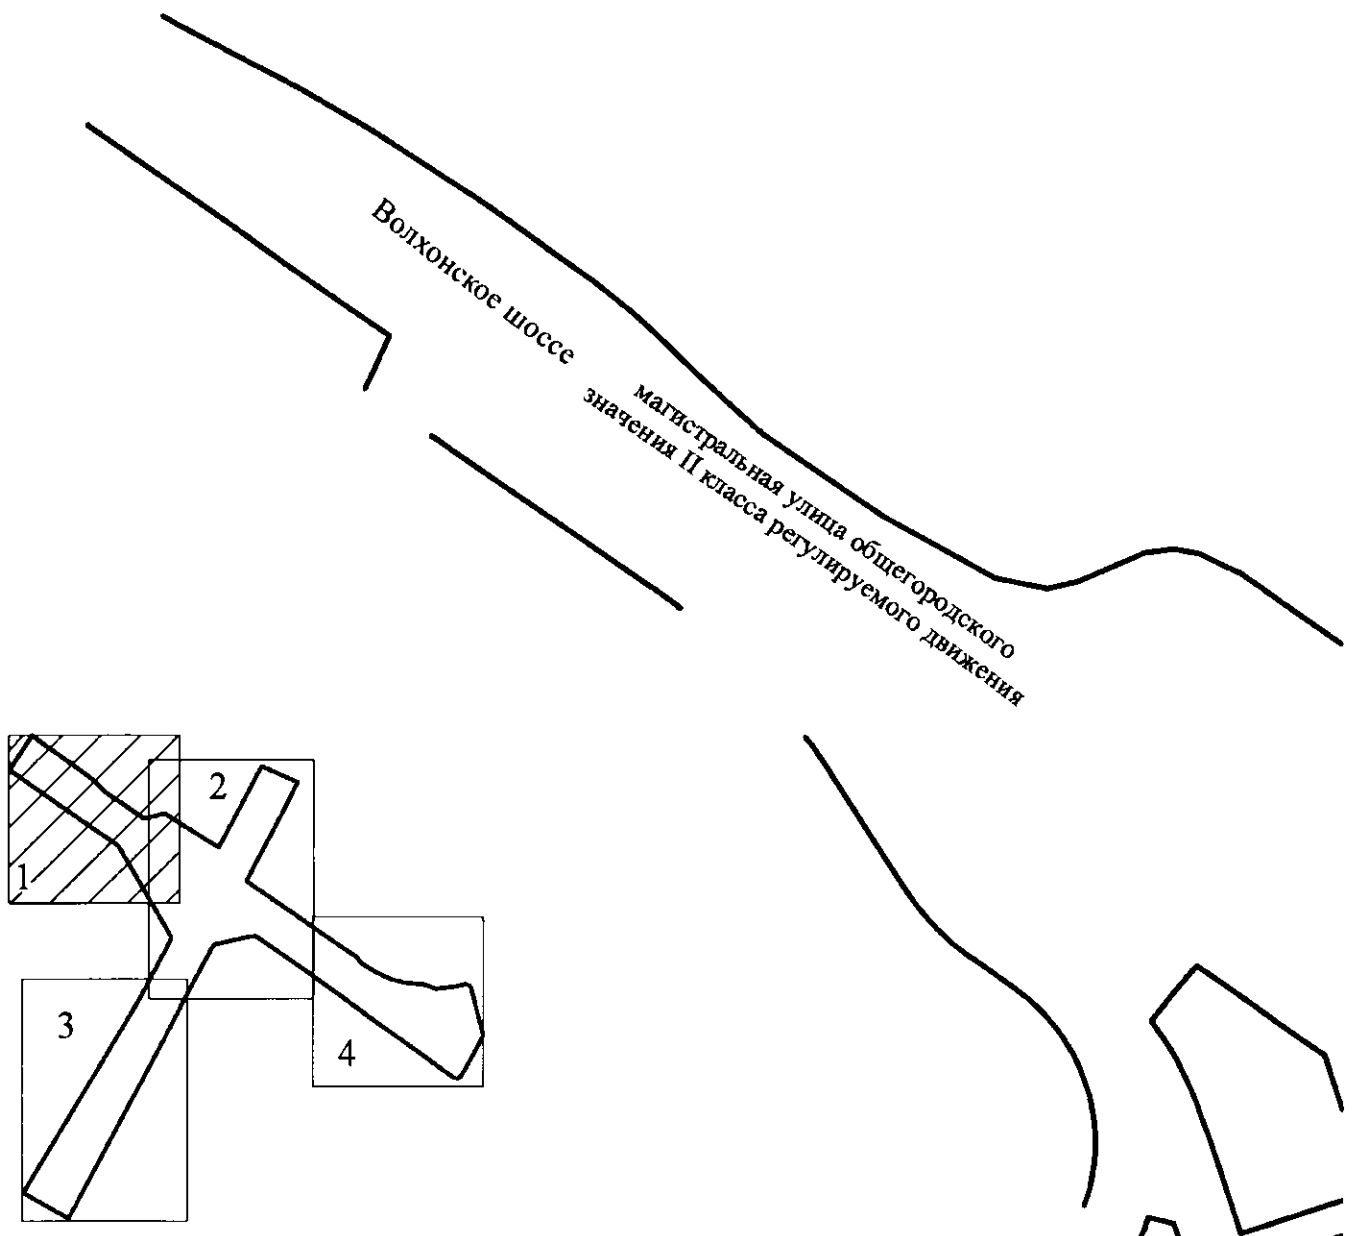 Волхонское шоссе
магистральная улица общегородского
значения II класса регулируемого движения
2
1
3
4